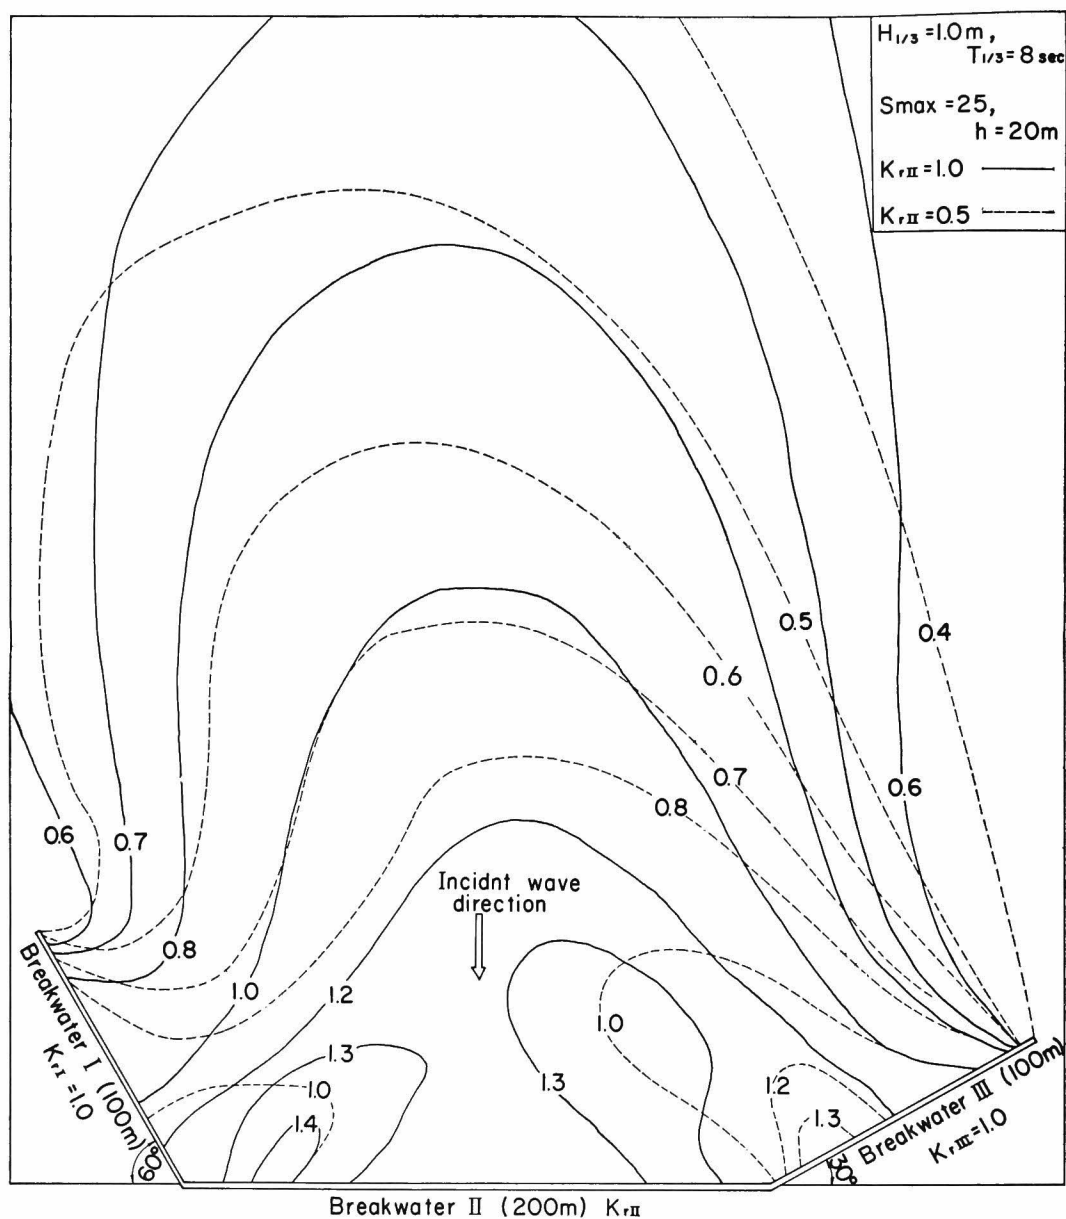 H1/3=1.0m,
T1/3=8 sec
Smax=25,
h=20m
KrII=1.0
KrII=0.5
0.5
0.4
0.6
0.7
0.6
0.8
0.6
0.7
0.8
Incidnt wave
direction
1.0
1.2
1.0
1.3
1.0
1.3
1.2
1.3
1.4
Breakwater I (100m)
KrI=1.0
60°
Breakwater III (100m)
KrIII=1.0
30°
Breakwater II (200m) KrII